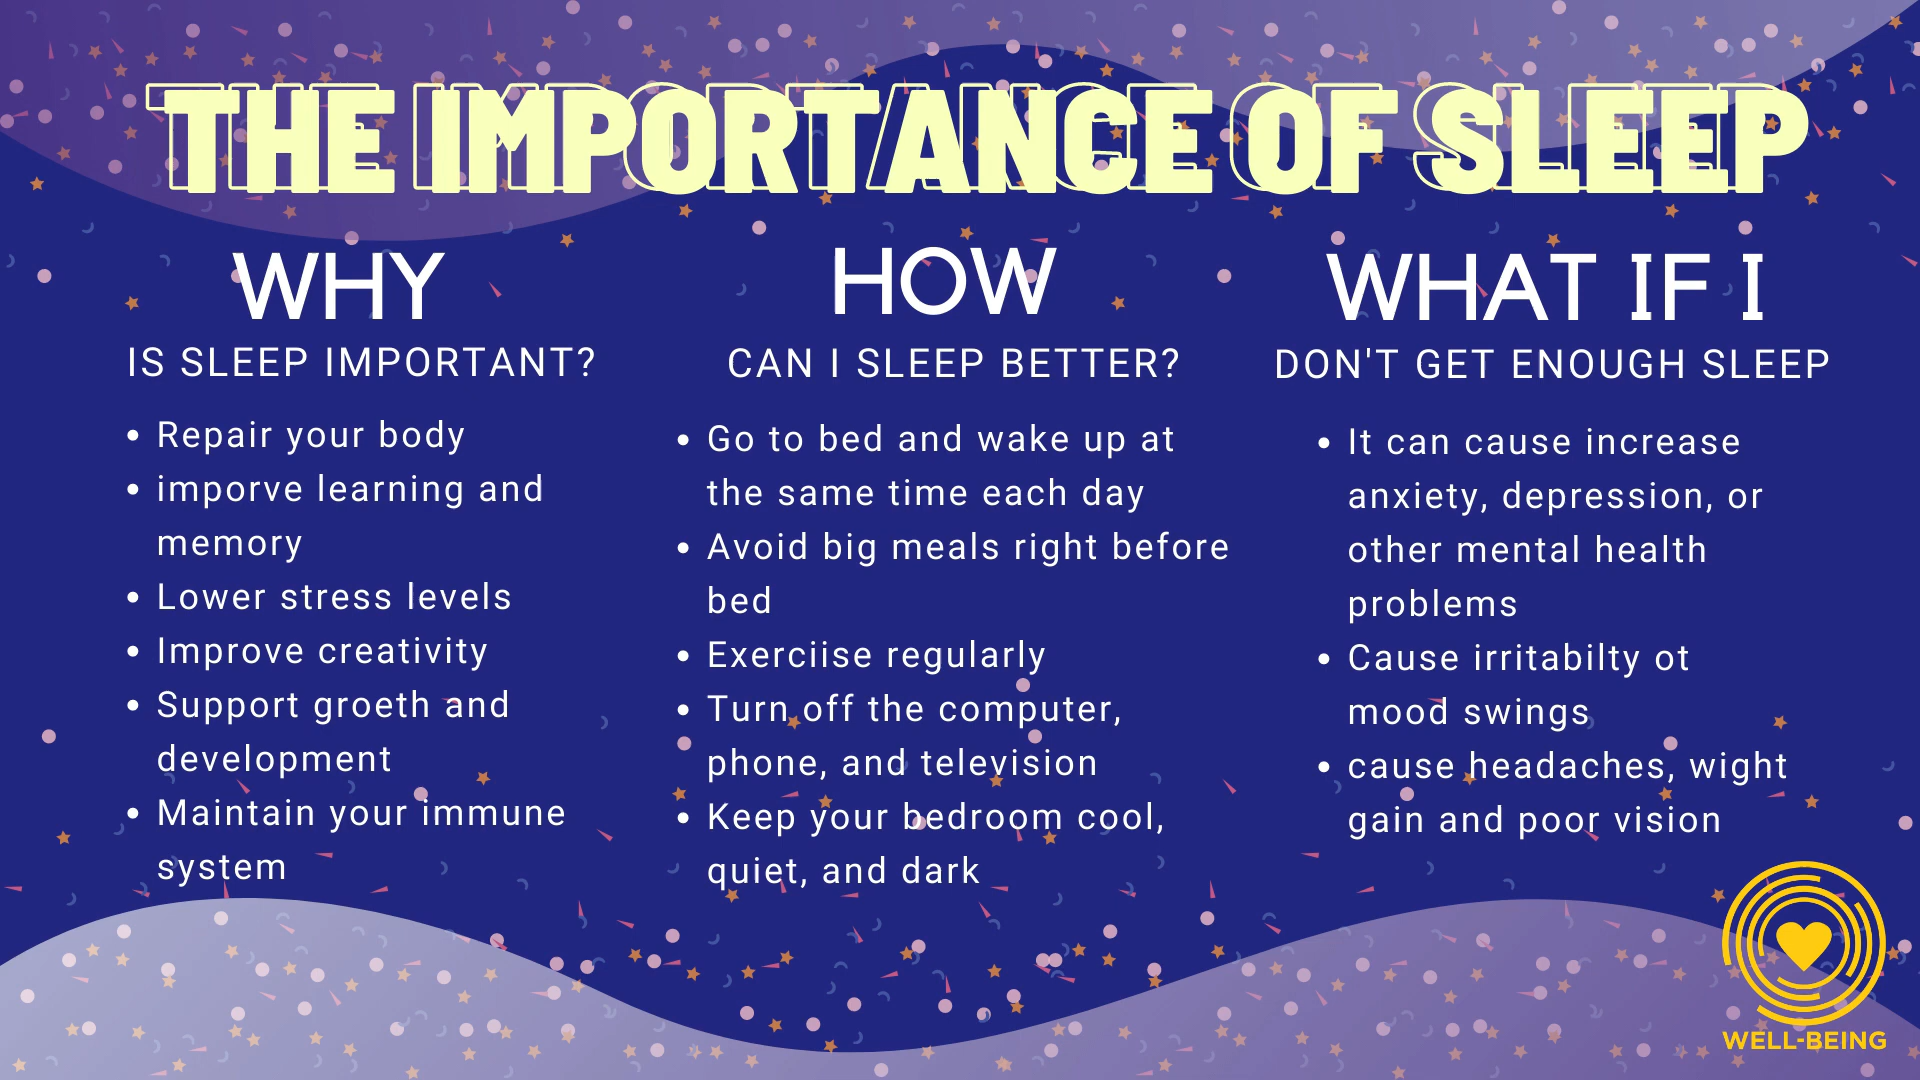 THE IMPORTANCE OF SLEEP
WHY
IS SLEEP IMPORTANT?
• Repair your body
• imporve learning and
memory
• Lower stress levels
• Improve creativity
• Support groeth and
development
• Maintain your immune
system
HOW
CAN I SLEEP BETTER?
• Go to bed and wake up at
the same time each day
• Avoid big meals right before
bed
• Exerciise regularly
• Turn off the computer,
phone, and television
• Keep your bedroom cool,
quiet, and dark
WHAT IF I
DON'T GET ENOUGH SLEEP
• It can cause increase
anxiety, depression, or
other mental health
problems
• Cause irritabilty ot
mood swings
• cause headaches, wight
gain and poor vision
WELL-BEING